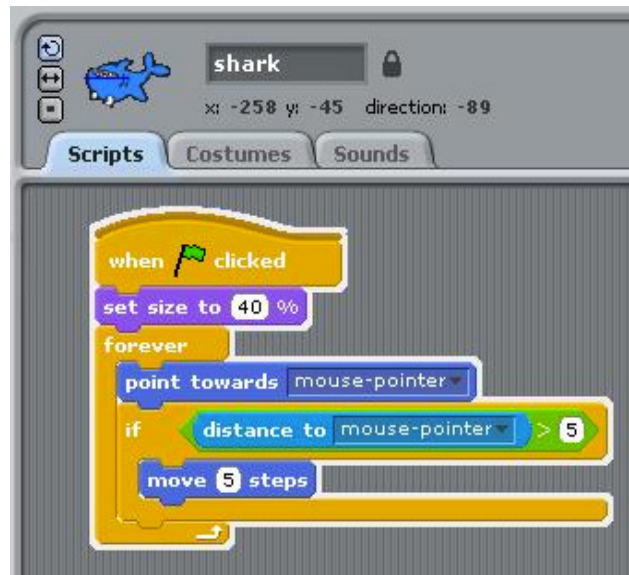 shark
x: -258 y: -45 direction: -89
Scripts Costumes Sounds
when clicked
set size to 40 %
forever
point towards mouse-pointer
if distance to mouse-pointer > 5
move 5 steps